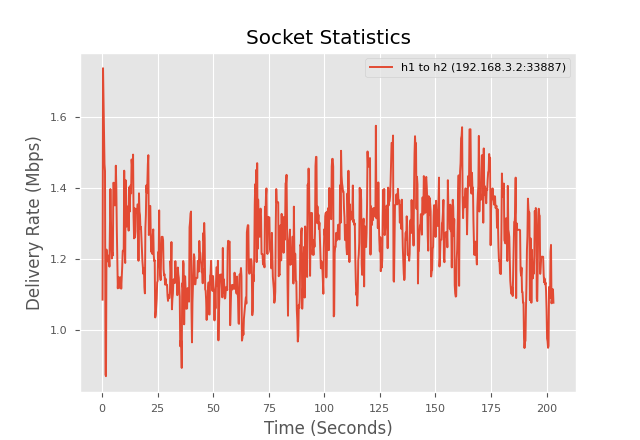 Socket Statistics
h1 to h2 (192.168.3.2:33887)
Delivery Rate (Mbps)
1.6
1.4
1.2
1.0
0 25 50 75 100 125 150 175 200
Time (Seconds)